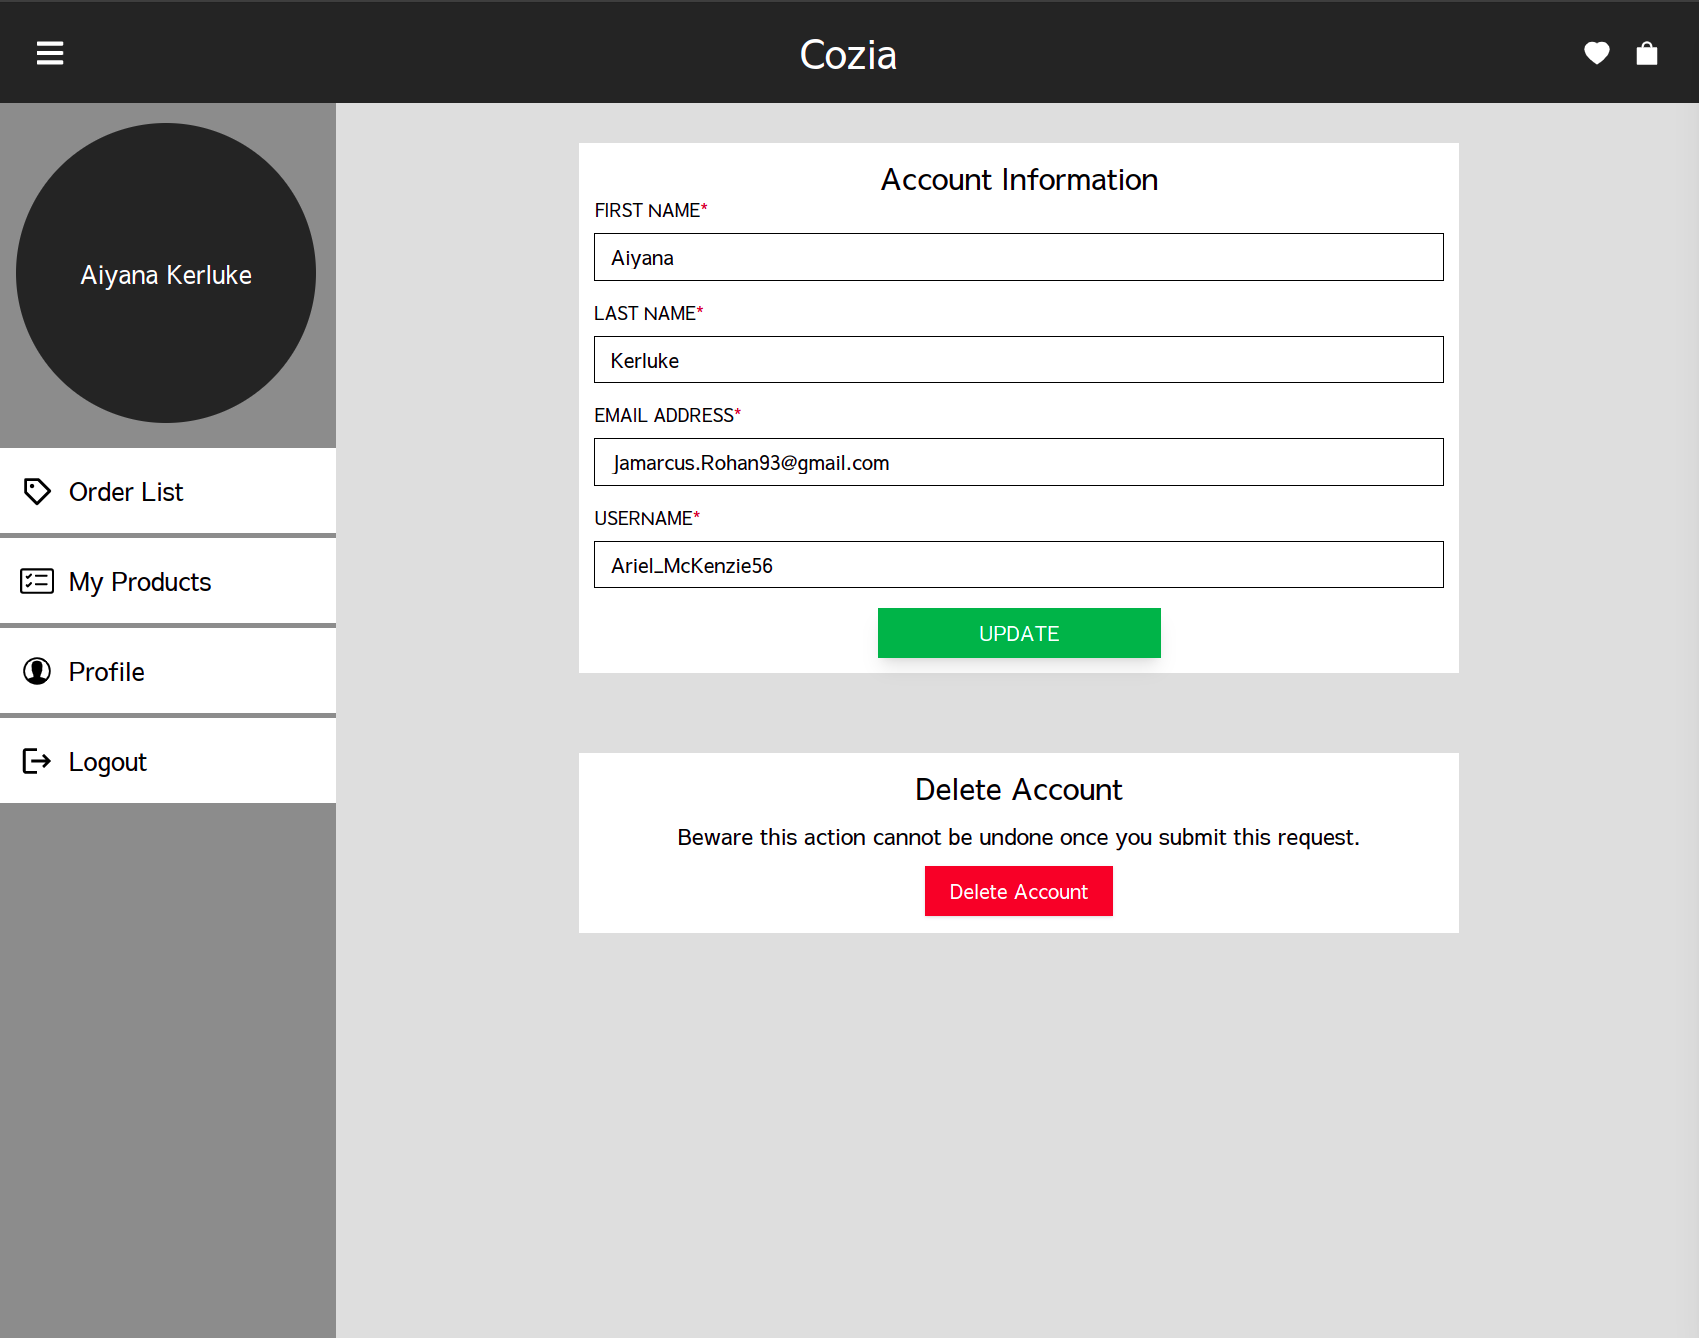 Cozia
Aiyana Kerluke
Order List
My Products
Profile
Logout
Account Information
FIRST NAME*
Aiyana
LAST NAME*
Kerluke
EMAIL ADDRESS*
Jamarcus.Rohan93@gmail.com
USERNAME*
Ariel_McKenzie56
UPDATE
Delete Account
Beware this action cannot be undone once you submit this request.
Delete Account